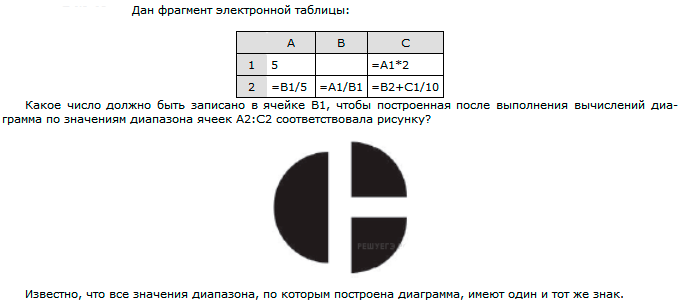 Дан фрагмент электронной таблицы:
A B C
1 5 =A1*2
2 =B1/5 =A1/B1 =B2+C1/10
Какое число должно быть записано в ячейке B1, чтобы построенная после выполнения вычислений диа-
грамма по значениям диапазона ячеек A2:C2 соответствовала рисунку?
РЕШУЕГЭ
Известно, что все значения диапазона, по которым построена диаграмма, имеют один и тот же знак.